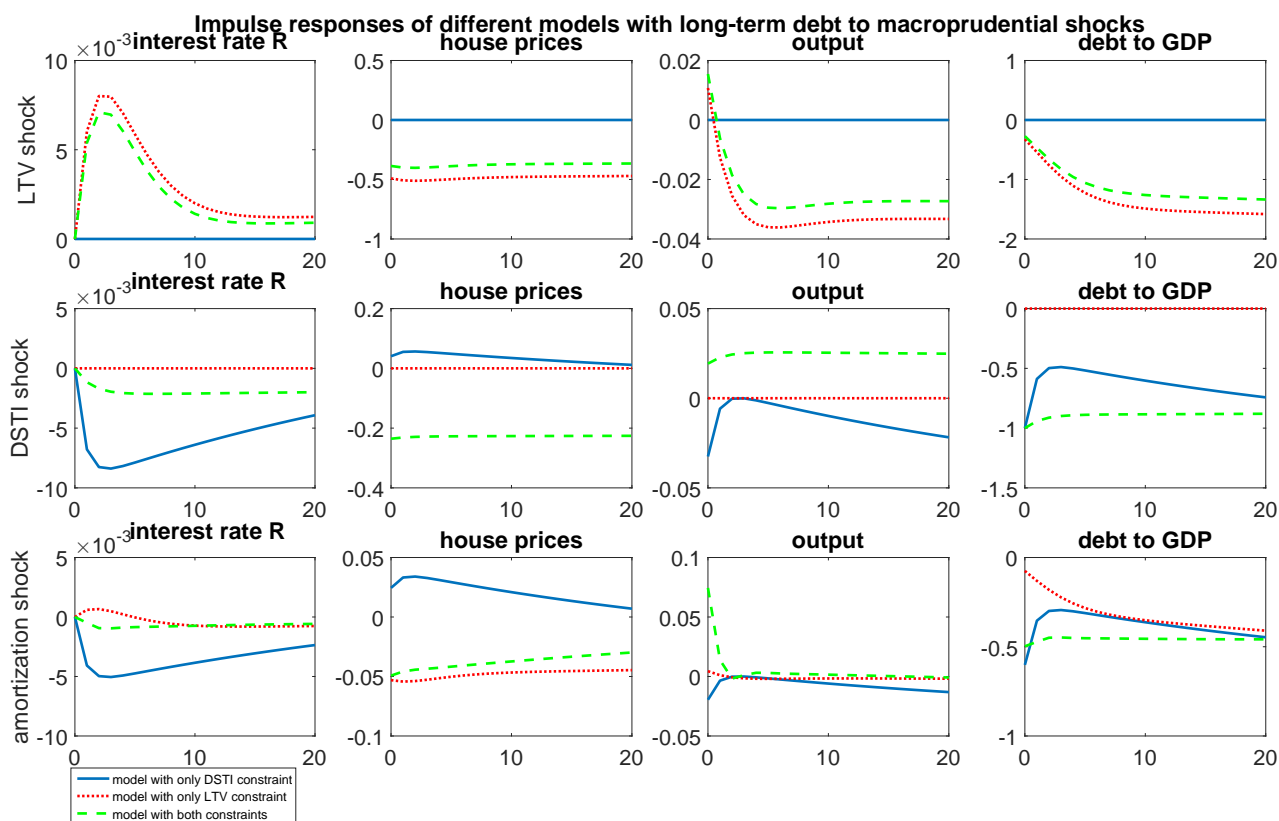 Impulse responses of different models with long-term debt to macroprudential shocks
×10-3 interest rate R
house prices
output
debt to GDP
LTV shock
10
5
0
0 10 20
0.5
0
-0.5
-1
0 10 20
0.02
0
-0.02
-0.04
0 10 20
0
-1
-2
0 10 20
×10-3 interest rate R
house prices
output
debt to GDP
DSTI shock
5
0
-5
-10
0 10 20
0.2
0
-0.2
-0.4
0 10 20
0.05
0
-0.05
0 10 20
0
-0.5
-1
-1.5
0 10 20
×10-3 interest rate R
house prices
output
debt to GDP
amortization shock
5
0
-5
-10
0 10 20
0.05
0
-0.05
-0.1
0 10 20
0.1
0.05
0
-0.05
0 10 20
0
-0.5
-1
0 10 20
model with only DSTI constraint
model with only LTV constraint
model with both constraints